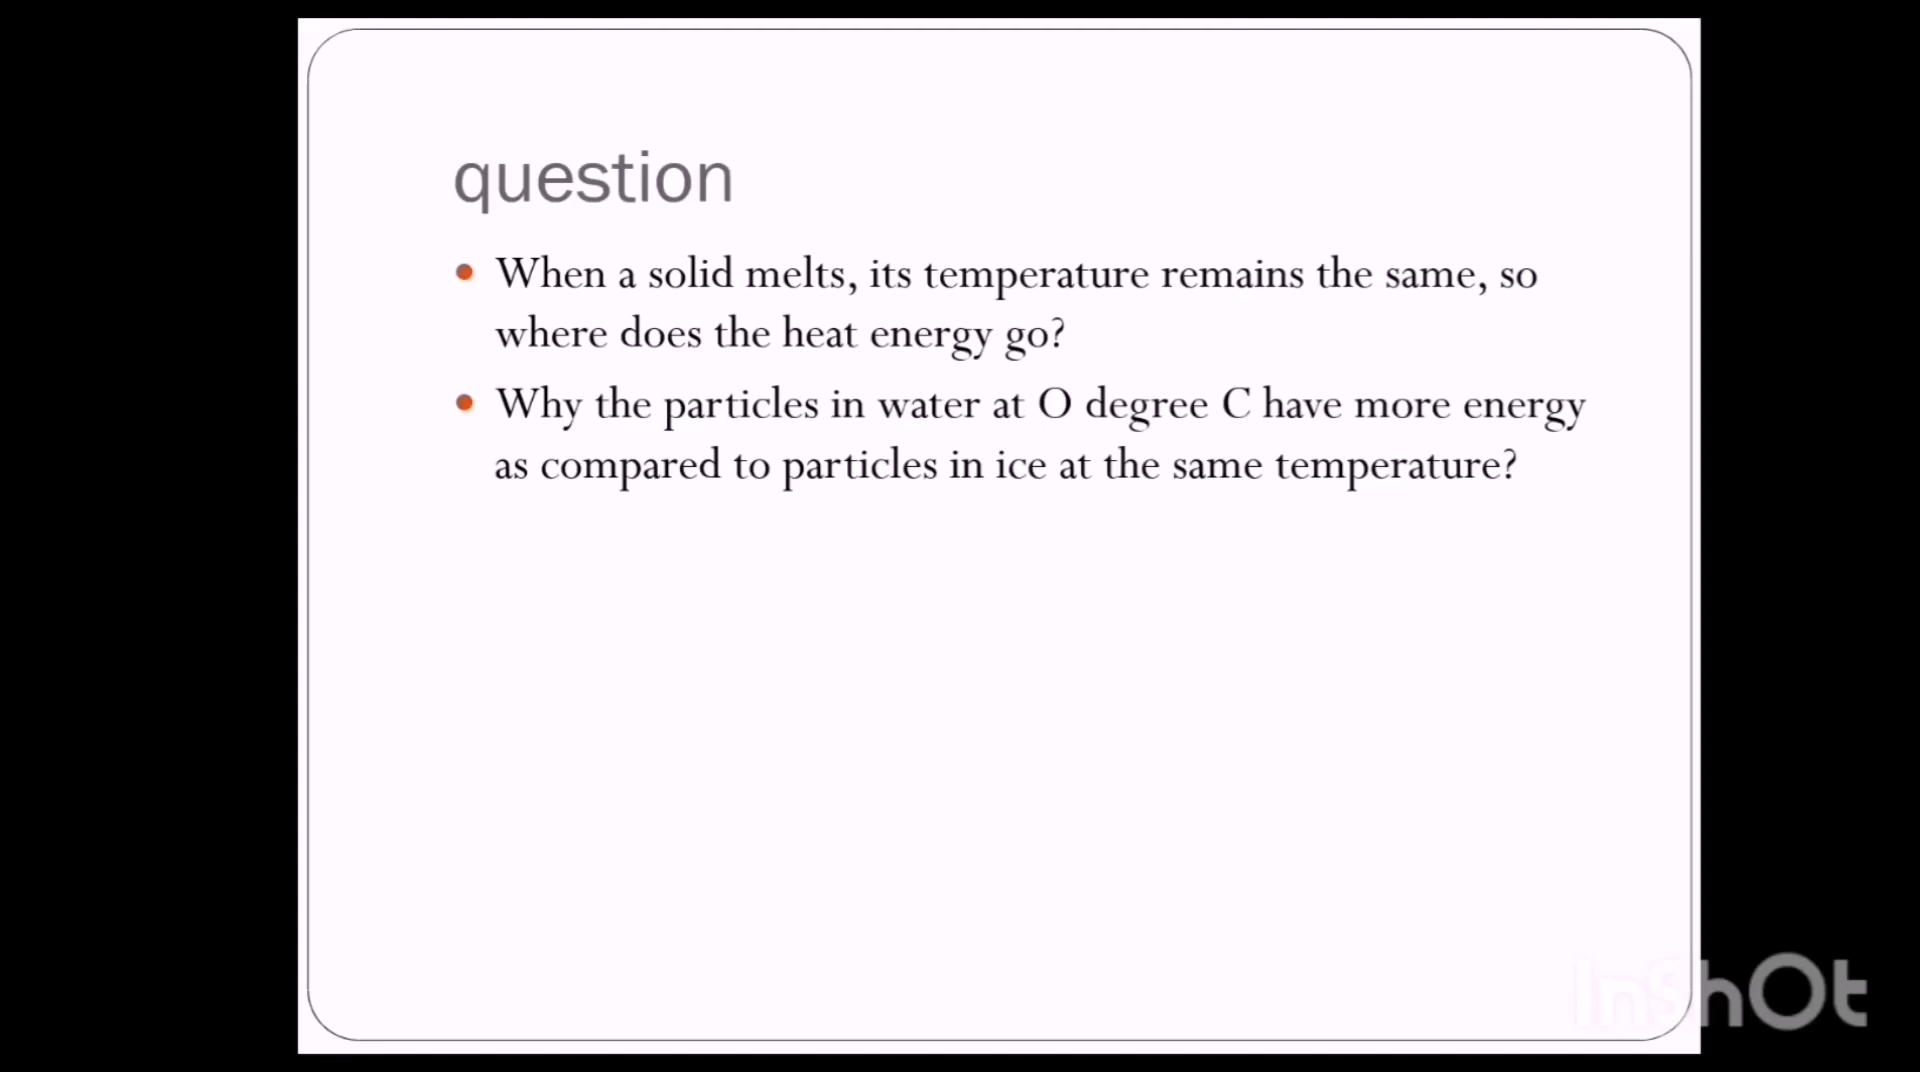 question
When a solid melts, its temperature remains the same, so
where does the heat energy go?
Why the particles in water at O degree C have more energy
as compared to particles in ice at the same temperature?
InShOt